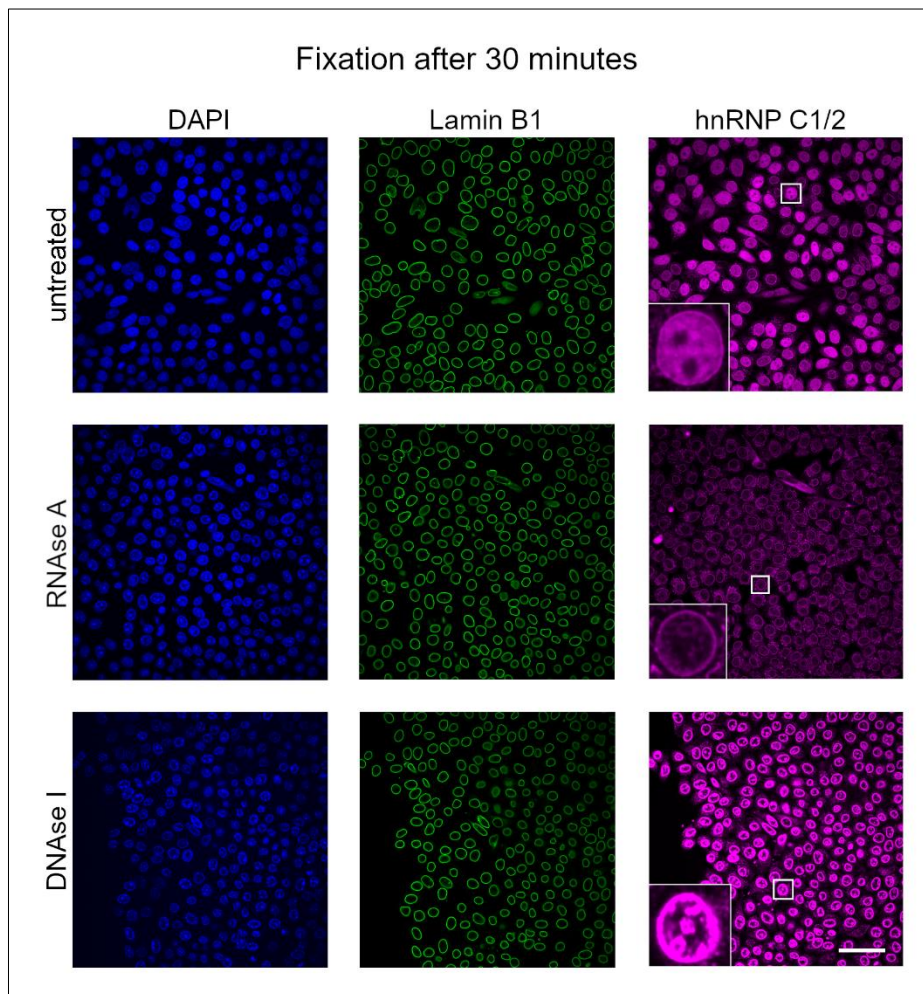 Fixation after 30 minutes
DAPI
Lamin B1
hnRNP C1/2
untreated
RNAse A
DNAse I